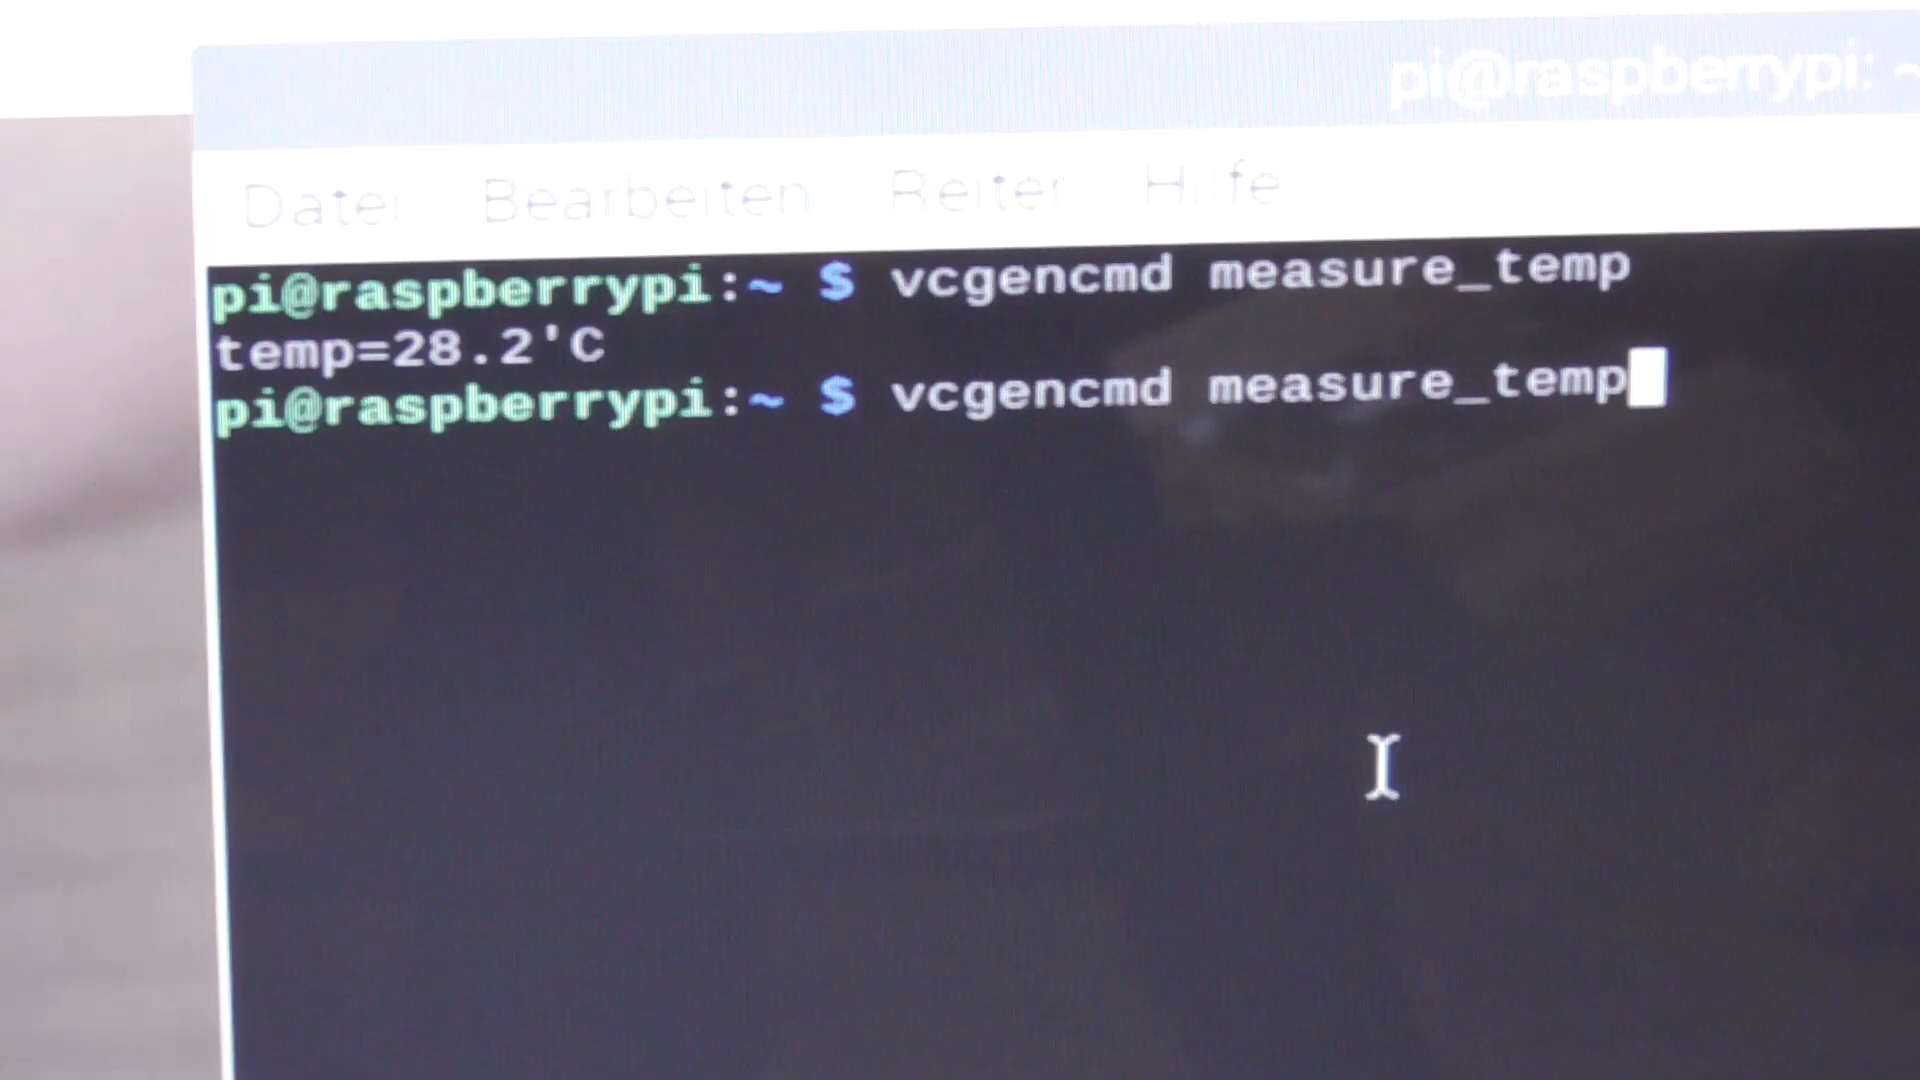 pi@raspberrypi: ~
Datei Bearbeiten Reiter Hilfe
pi@raspberrypi:~ $ vcgencmd measure_temp
temp=28.2'C
pi@raspberrypi:~ $ vcgencmd measure_temp